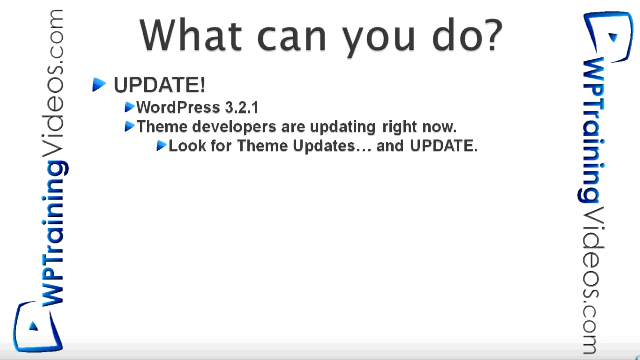 What can you do?
UPDATE!
WordPress 3.2.1
Theme developers are updating right now.
Look for Theme Updates... and UPDATE.
WPTrainingVideos.com
WPTrainingVideos.com